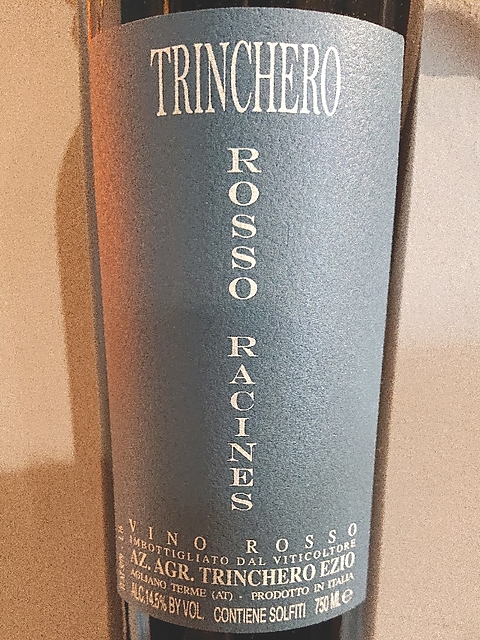 TRINCHERO
ROSSO RACINES
VINO ROSSO
IMBOTTIGLIATO DAL VITICOLTORE
AZ. AGR. TRINCHERO EZIO
AGLIANO TERME (AT) - PRODOTTO IN ITALIA
ALC. 14.5% BY VOL. CONTIENE SOLFITI 750 ML e